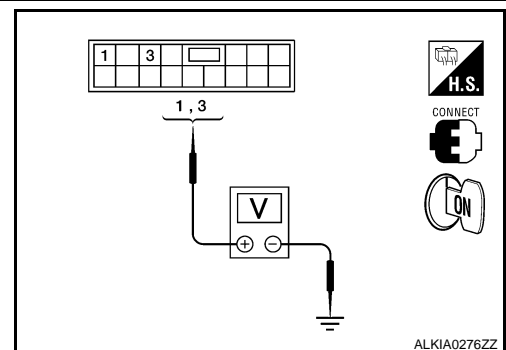 1 3
1 , 3
V
+ −
H.S.
CONNECT
ON
ALKIA0276ZZ